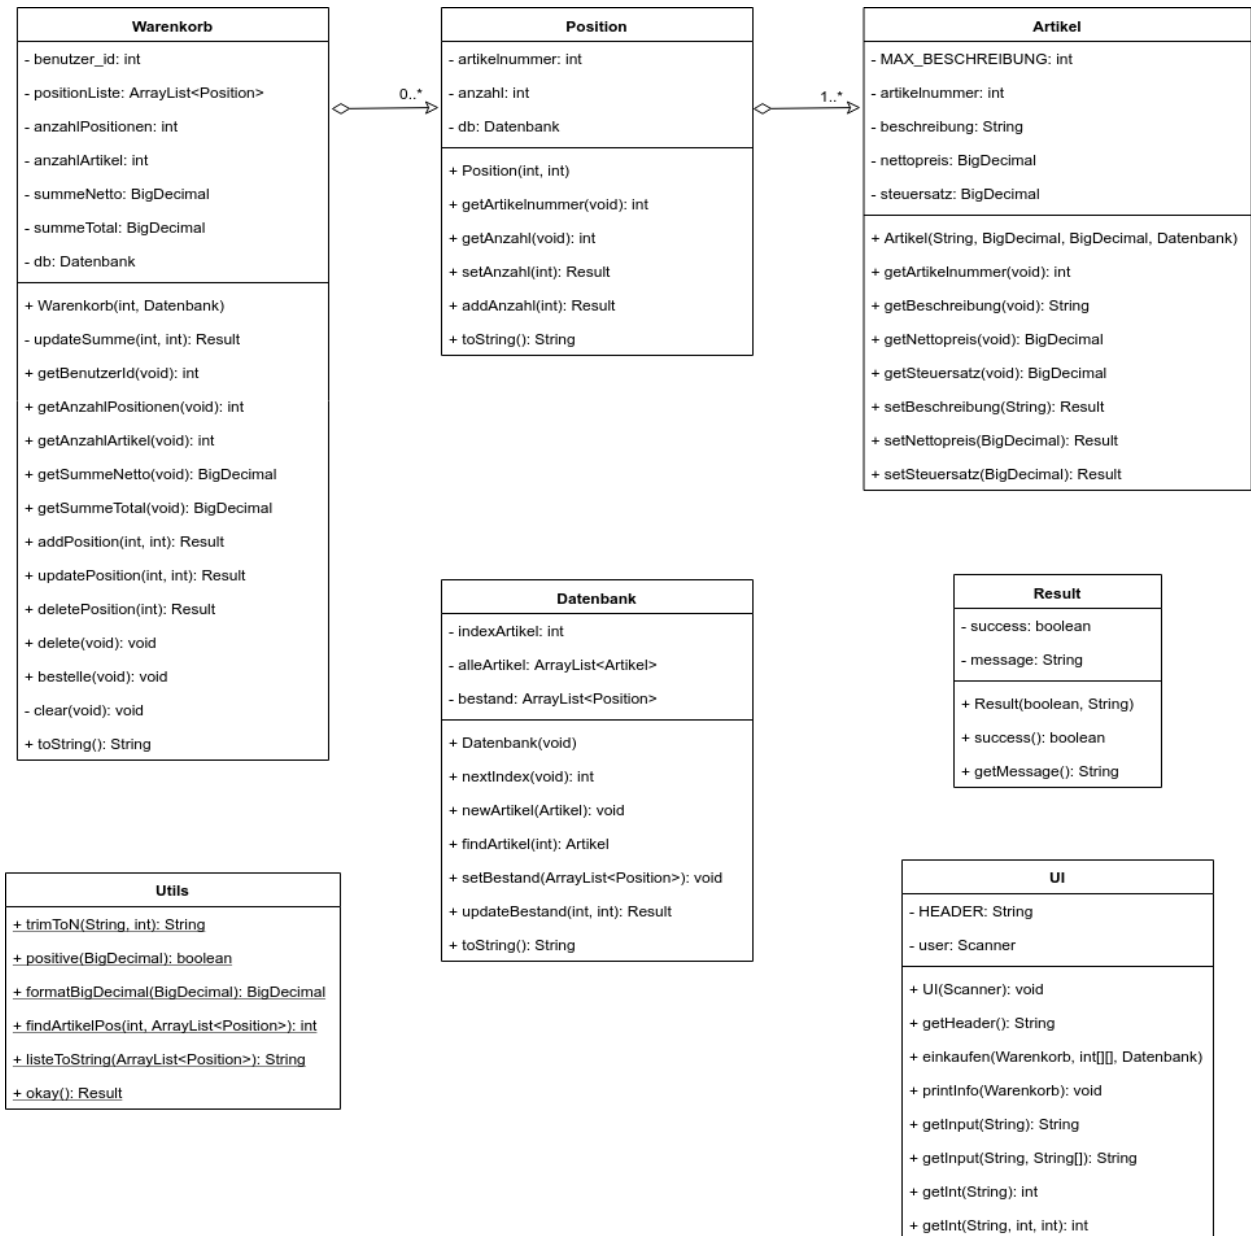 Warenkorb
- benutzer_id: int
- positionListe: ArrayList<Position>
- anzahlPositionen: int
- anzahlArtikel: int
- summeNetto: BigDecimal
- summeTotal: BigDecimal
- db: Datenbank
+ Warenkorb(int, Datenbank)
- updateSumme(int, int): Result
+ getBenutzerId(void): int
+ getAnzahlPositionen(void): int
+ getAnzahlArtikel(void): int
+ getSummeNetto(void): BigDecimal
+ getSummeTotal(void): BigDecimal
+ addPosition(int, int): Result
+ updatePosition(int, int): Result
+ deletePosition(int): Result
+ delete(void): void
+ bestelle(void): void
- clear(void): void
+ toString(): String
0..*
Position
- artikelnummer: int
- anzahl: int
- db: Datenbank
+ Position(int, int)
+ getArtikelnummer(void): int
+ getAnzahl(void): int
+ setAnzahl(int): Result
+ addAnzahl(int): Result
+ toString(): String
1..*
Artikel
- MAX_BESCHREIBUNG: int
- artikelnummer: int
- beschreibung: String
- nettopreis: BigDecimal
- steuersatz: BigDecimal
+ Artikel(String, BigDecimal, BigDecimal, Datenbank)
+ getArtikelnummer(void): int
+ getBeschreibung(void): String
+ getNettopreis(void): BigDecimal
+ getSteuersatz(void): BigDecimal
+ setBeschreibung(String): Result
+ setNettopreis(BigDecimal): Result
+ setSteuersatz(BigDecimal): Result
Datenbank
- indexArtikel: int
- alleArtikel: ArrayList<Artikel>
- bestand: ArrayList<Position>
+ Datenbank(void)
+ nextIndex(void): int
+ newArtikel(Artikel): void
+ findArtikel(int): Artikel
+ setBestand(ArrayList<Position>): void
+ updateBestand(int, int): Result
+ toString(): String
Result
- success: boolean
- message: String
+ Result(boolean, String)
+ success(): boolean
+ getMessage(): String
Utils
+ trimToN(String, int): String
+ positive(BigDecimal): boolean
+ formatBigDecimal(BigDecimal): BigDecimal
+ findArtikelPos(int, ArrayList<Position>): int
+ listeToString(ArrayList<Position>): String
+ okay(): Result
UI
- HEADER: String
- user: Scanner
+ UI(Scanner): void
+ getHeader(): String
+ einkaufen(Warenkorb, int[][], Datenbank)
+ printInfo(Warenkorb): void
+ getInput(String): String
+ getInput(String, String[]): String
+ getInt(String): int
+ getInt(String, int, int): int